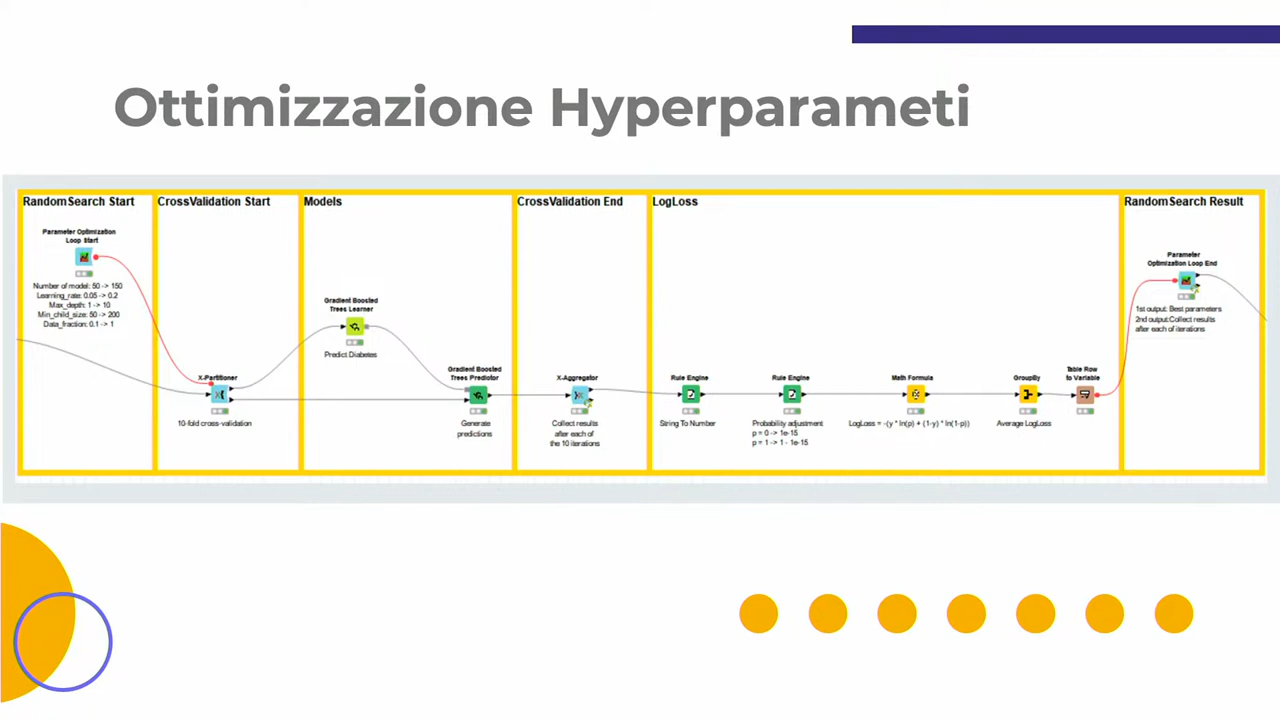 Ottimizzazione Hyperparameti
RandomSearch Start
Parameter Optimization
Loop Start
Number of model: 50 -> 150
Learning_rate: 0.05 -> 0.2
Max_depth: 1 -> 10
Min_child_size: 50 -> 200
Data_fraction: 0.1 -> 1
CrossValidation Start
X-Partitioner
10-fold cross-validation
Models
Gradient Boosted
Trees Learner
Predict Diabetes
Gradient Boosted
Trees Predictor
Generate
predictions
CrossValidation End
X-Aggregator
Collect results
after each of
the 10 iterations
LogLoss
Rule Engine
String To Number
Rule Engine
Probability adjustment
p = 0 -> 1e-15
p = 1 -> 1 - 1e-15
Math Formula
LogLoss = -(y * ln(p) + (1-y) * ln(1-p))
GroupBy
Average LogLoss
Table Row
to Variable
RandomSearch Result
Parameter
Optimization Loop End
1st output: Best parameters
2nd output:Collect results
after each of iterations